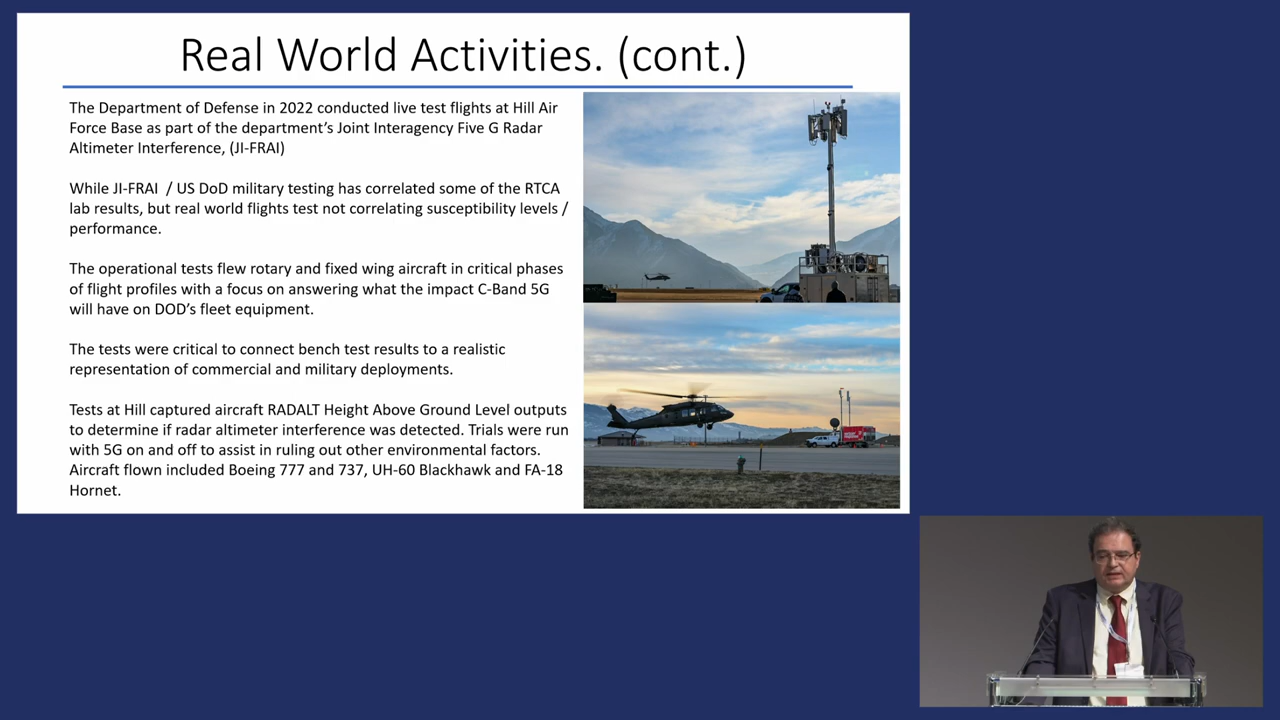 Real World Activities. (cont.)
The Department of Defense in 2022 conducted live test flights at Hill Air
Force Base as part of the department's Joint Interagency Five G Radar
Altimeter Interference, (JI-FRAI)
While JI-FRAI / US DoD military testing has correlated some of the RTCA
lab results, but real world flights test not correlating susceptibility levels /
performance.
The operational tests flew rotary and fixed wing aircraft in critical phases
of flight profiles with a focus on answering what the impact C-Band 5G
will have on DOD's fleet equipment.
The tests were critical to connect bench test results to a realistic
representation of commercial and military deployments.
Tests at Hill captured aircraft RADALT Height Above Ground Level outputs
to determine if radar altimeter interference was detected. Trials were run
with 5G on and off to assist in ruling out other environmental factors.
Aircraft flown included Boeing 777 and 737, UH-60 Blackhawk and FA-18
Hornet.